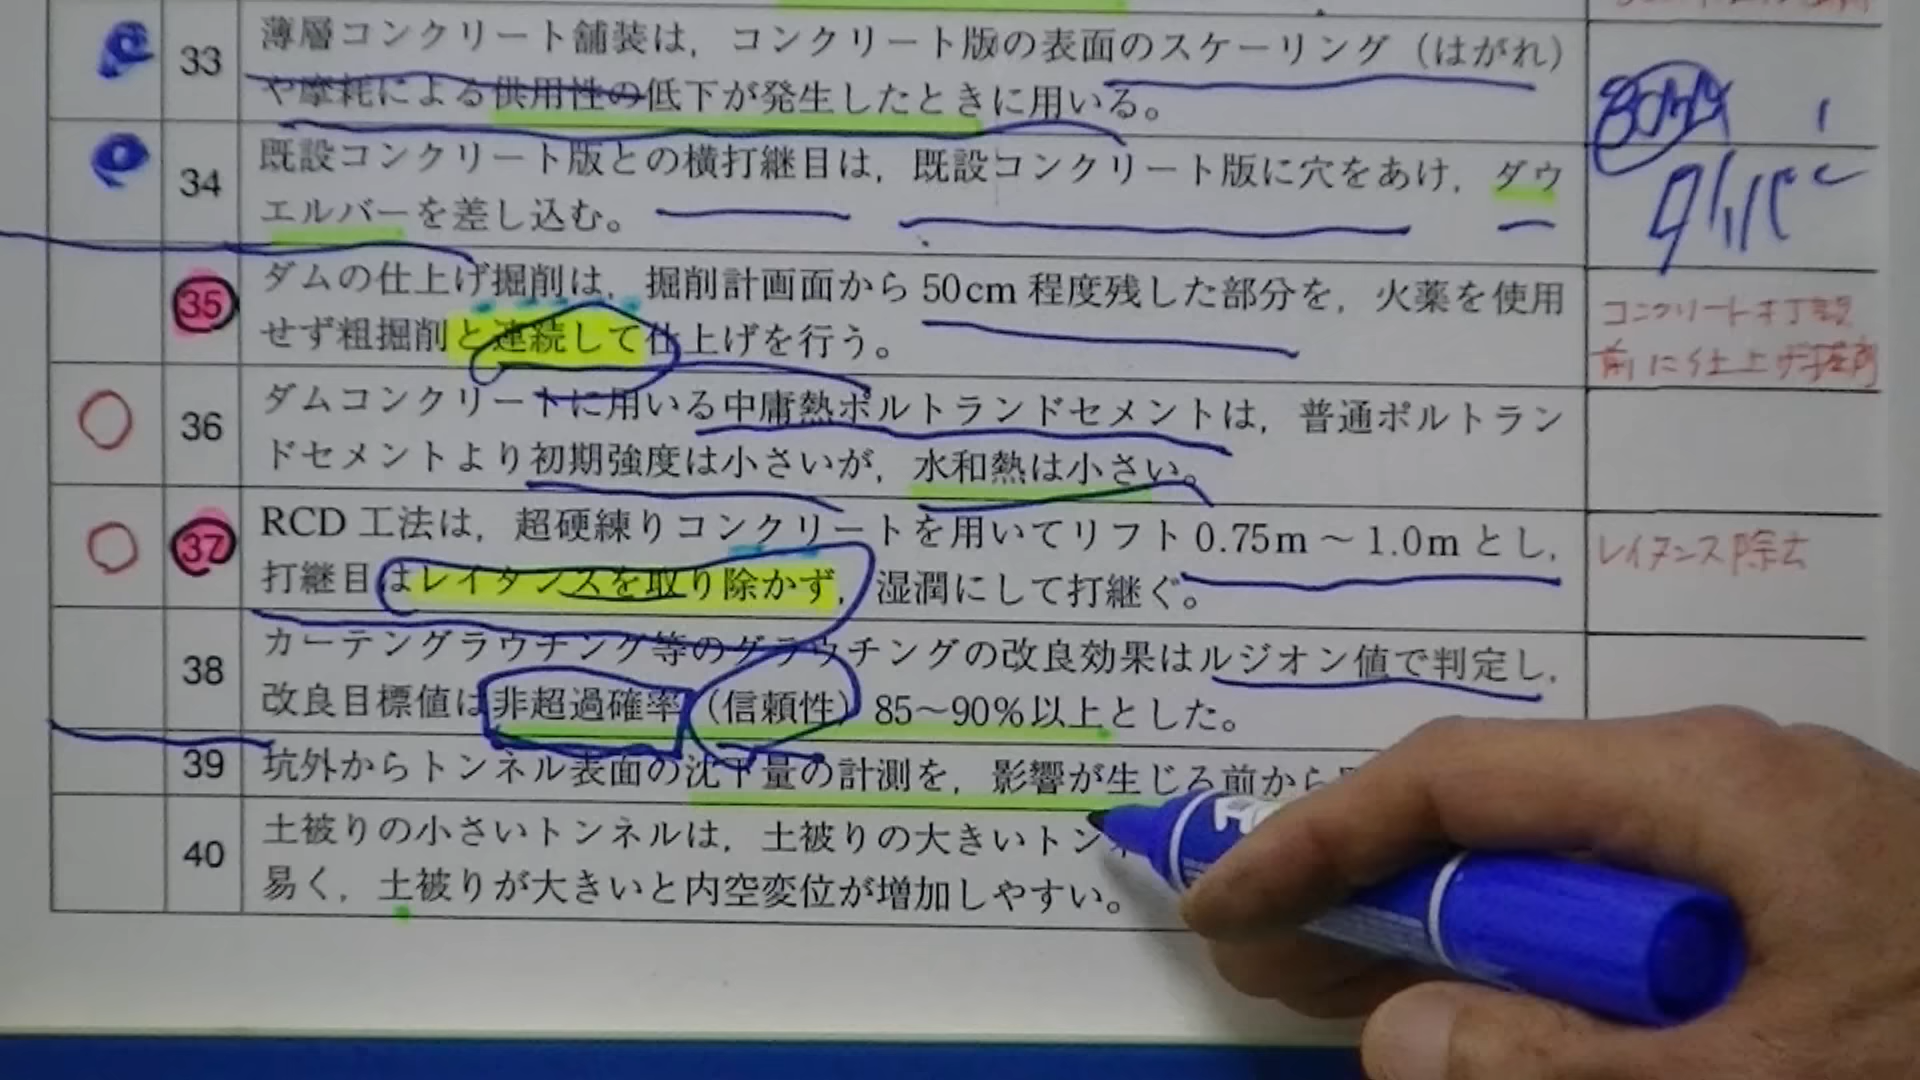 33
薄層コンクリート舗装は，コンクリート版の表面のスケーリング（はがれ）
や摩耗による供用性の低下が発生したときに用いる。
34
既設コンクリート版との横打継目は，既設コンクリート版に穴をあけ，ダウ
エルバーを差し込む。
35
ダムの仕上げ掘削は，掘削計画面から50cm程度残した部分を，火薬を使用
せず粗掘削と連続して仕上げを行う。
コンクリート打設
前に仕上げ掘削
36
ダムコンクリートに用いる中庸熱ポルトランドセメントは，普通ポルトラン
ドセメントより初期強度は小さいが，水和熱は小さい。
37
RCD工法は，超硬練りコンクリートを用いてリフト0.75m～1.0mとし，
打継目はレイタンスを取り除かず，湿潤にして打継ぐ。
レイタンス除去
38
カーテングラウチング等のグラウチングの改良効果はルジオン値で判定し，
改良目標値は非超過確率（信頼性）85～90%以上とした。
39
坑外からトンネル表面の沈下量の計測を，影響が生じる前から
40
土被りの小さいトンネルは，土被りの大きいトン
易く，土被りが大きいと内空変位が増加しやすい。